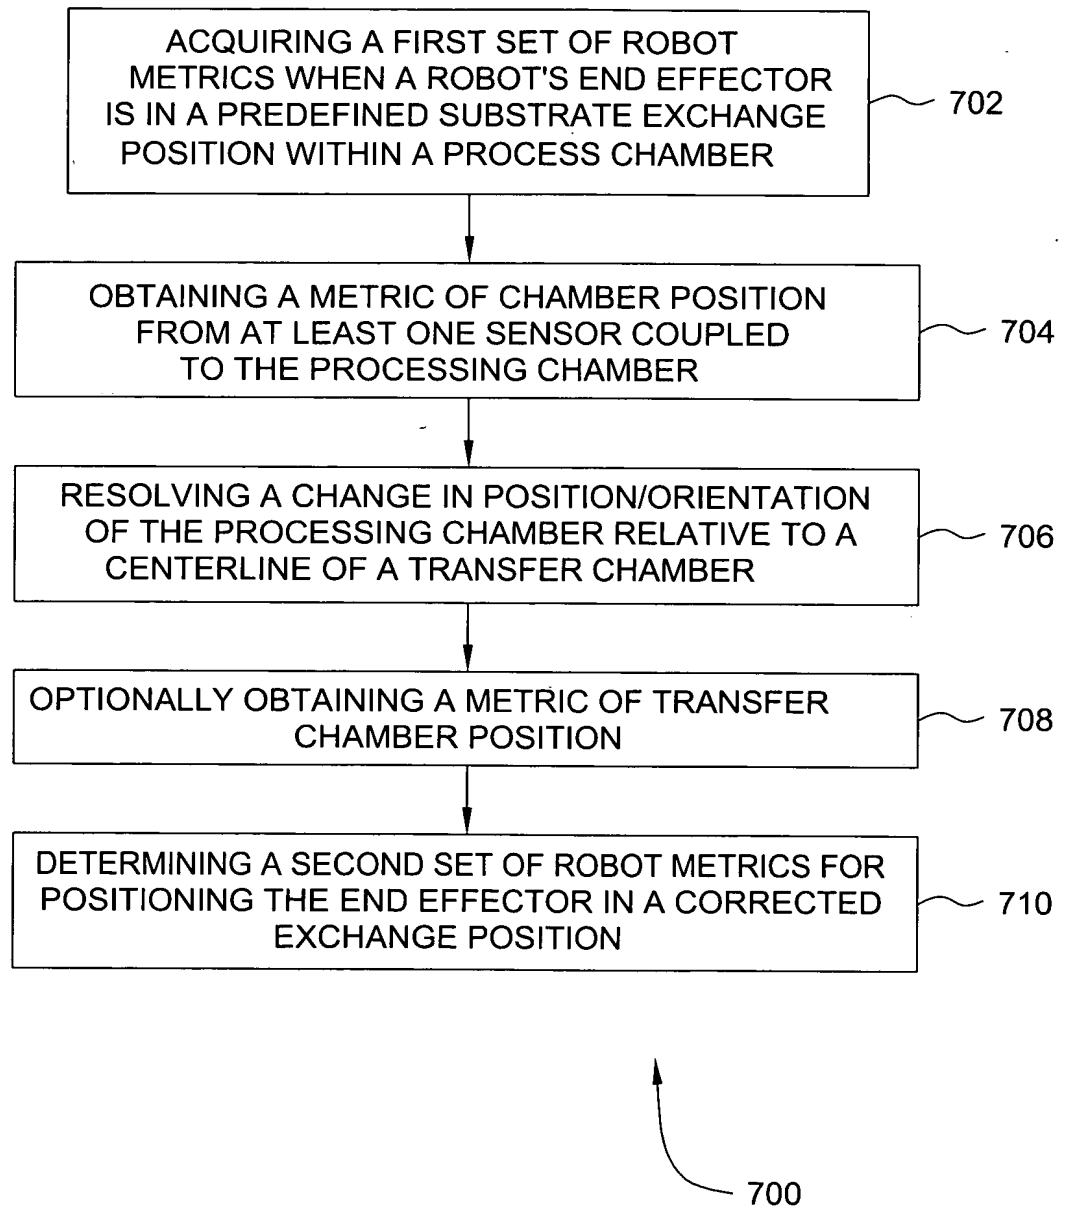 ACQUIRING A FIRST SET OF ROBOT
METRICS WHEN A ROBOT'S END EFFECTOR
IS IN A PREDEFINED SUBSTRATE EXCHANGE
POSITION WITHIN A PROCESS CHAMBER
702
OBTAINING A METRIC OF CHAMBER POSITION
FROM AT LEAST ONE SENSOR COUPLED
TO THE PROCESSING CHAMBER
704
RESOLVING A CHANGE IN POSITION/ORIENTATION
OF THE PROCESSING CHAMBER RELATIVE TO A
CENTERLINE OF A TRANSFER CHAMBER
706
OPTIONALLY OBTAINING A METRIC OF TRANSFER
CHAMBER POSITION
708
DETERMINING A SECOND SET OF ROBOT METRICS FOR
POSITIONING THE END EFFECTOR IN A CORRECTED
EXCHANGE POSITION
710
700